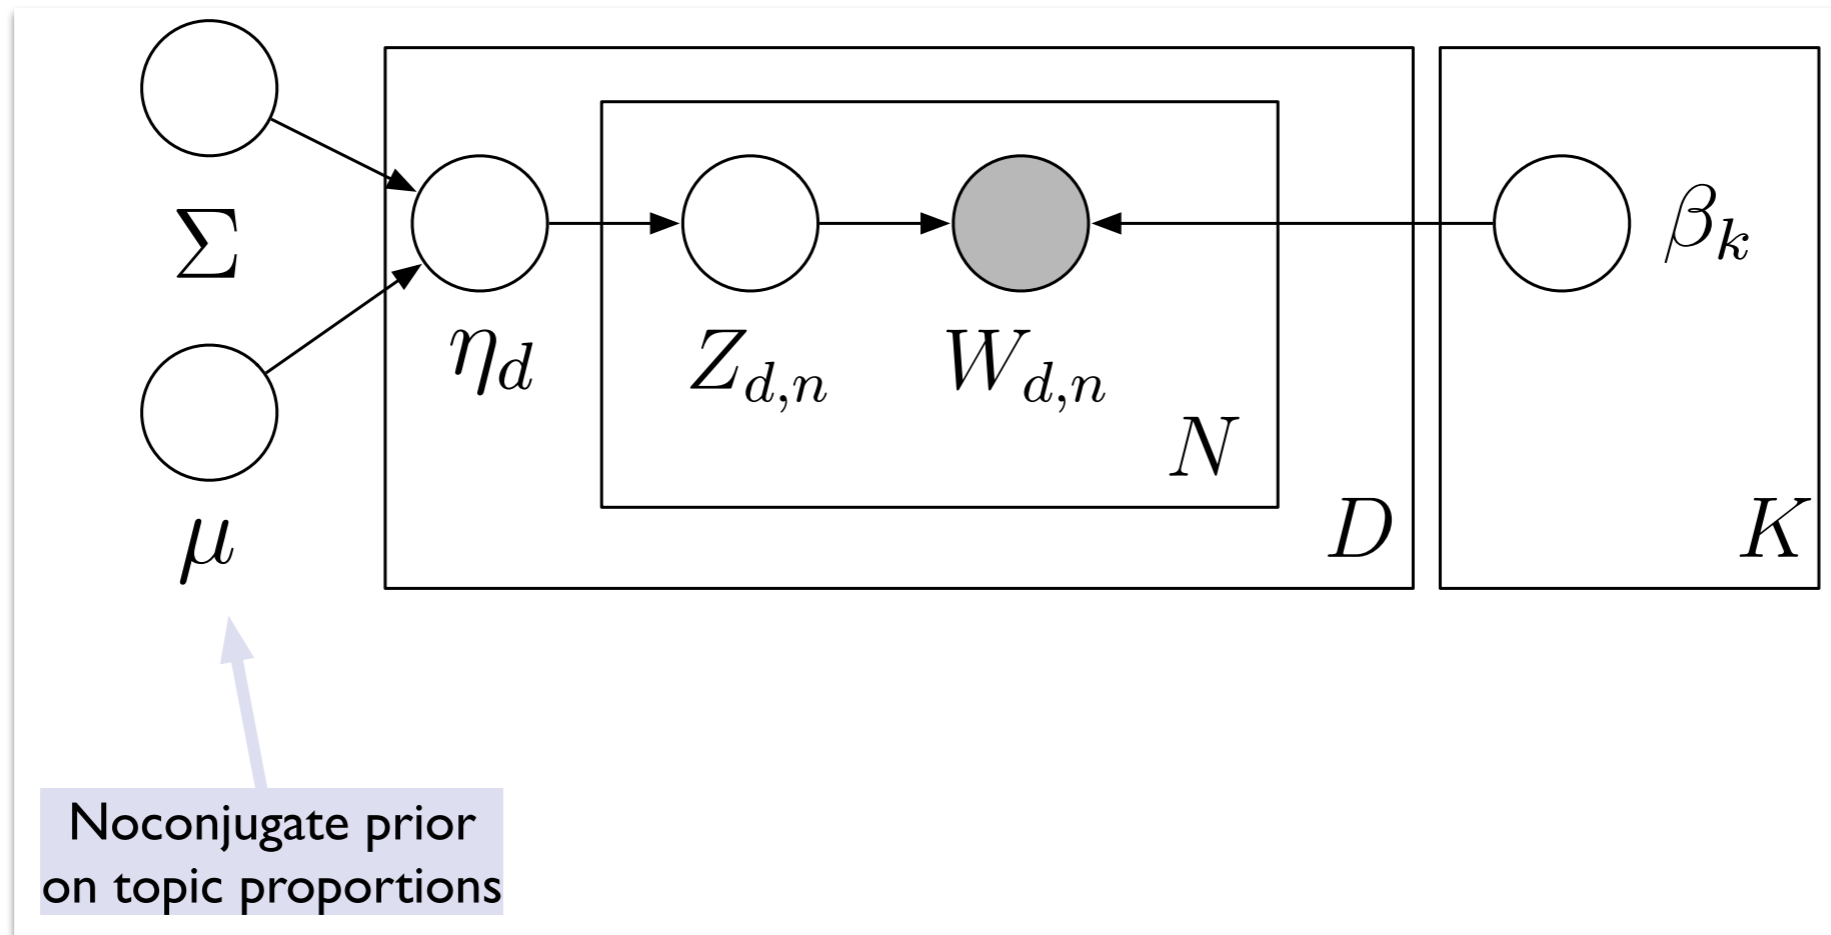 Σ
μ
η_d
Z_{d,n}
W_{d,n}
N
D
β_k
K
Noconjugate prior
on topic proportions